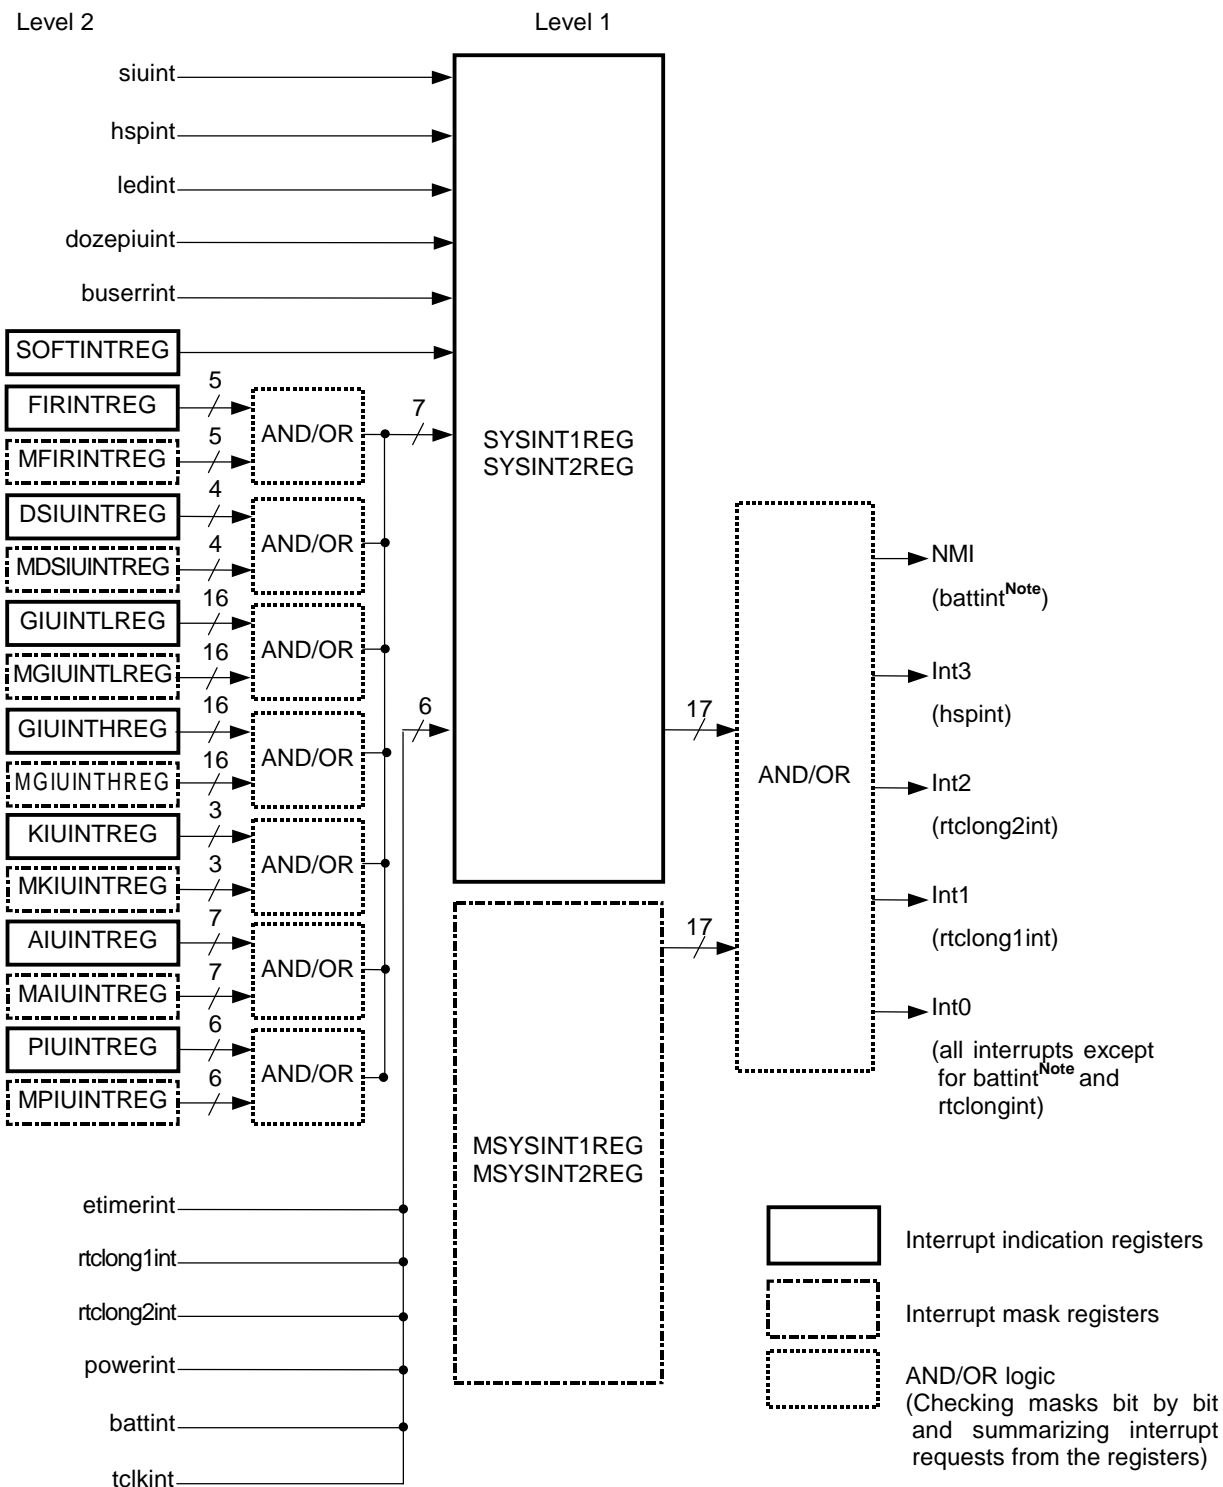 Level 2
Level 1
siuint
hspint
ledint
dozepiuint
buserrint
SOFTINTREG
FIRINTREG
5
MFIRINTREG
5
AND/OR
7
DSIUINTREG
4
MDSIUINTREG
4
AND/OR
GIUINTLREG
16
MGIUINTLREG
16
AND/OR
GIUINTHREG
16
MGIUINTHREG
16
AND/OR
KIUINTREG
3
MKIUINTREG
3
AND/OR
AIUINTREG
7
MAIUINTREG
7
AND/OR
PIUINTREG
6
MPIUINTREG
6
AND/OR
etimerint
rtclong1int
rtclong2int
powerint
battint
tclkint
6
SYSINT1REG
SYSINT2REG
17
MSYSINT1REG
MSYSINT2REG
17
AND/OR
NMI
(battintNote)
Int3
(hspint)
Int2
(rtclong2int)
Int1
(rtclong1int)
Int0
(all interrupts except
for battintNote and
rtclongint)
Interrupt indication registers
Interrupt mask registers
AND/OR logic
(Checking masks bit by bit
and summarizing interrupt
requests from the registers)